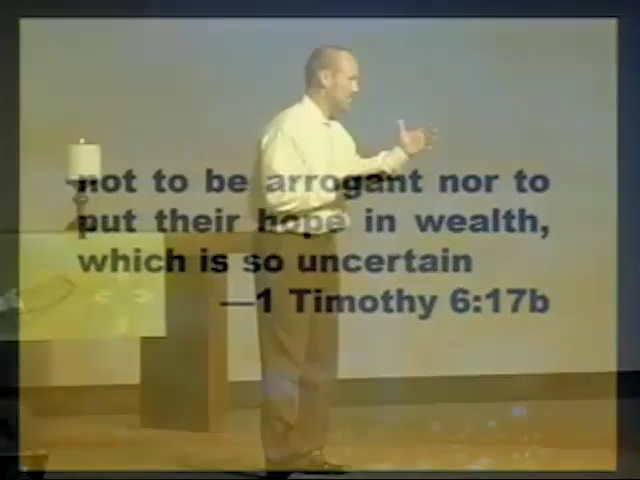 not to be arrogant nor to
put their hope in wealth,
which is so uncertain
—1 Timothy 6:17b